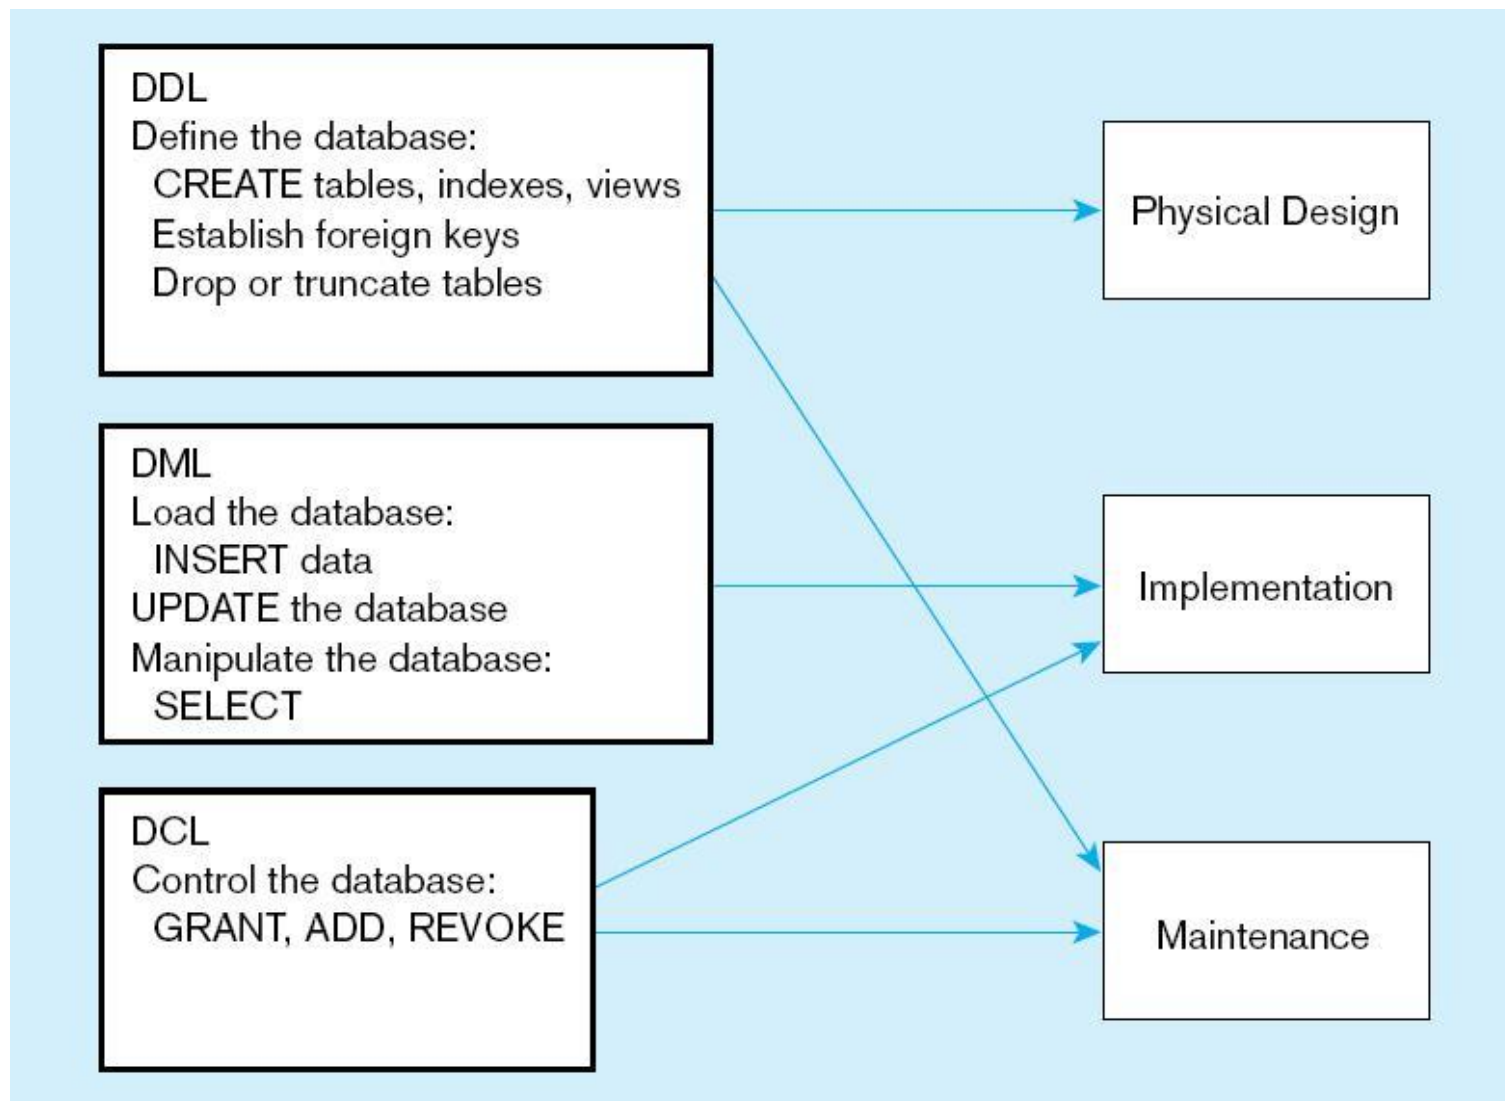 DDL
Define the database:
CREATE tables, indexes, views
Establish foreign keys
Drop or truncate tables
Physical Design
DML
Load the database:
INSERT data
UPDATE the database
Manipulate the database:
SELECT
Implementation
DCL
Control the database:
GRANT, ADD, REVOKE
Maintenance